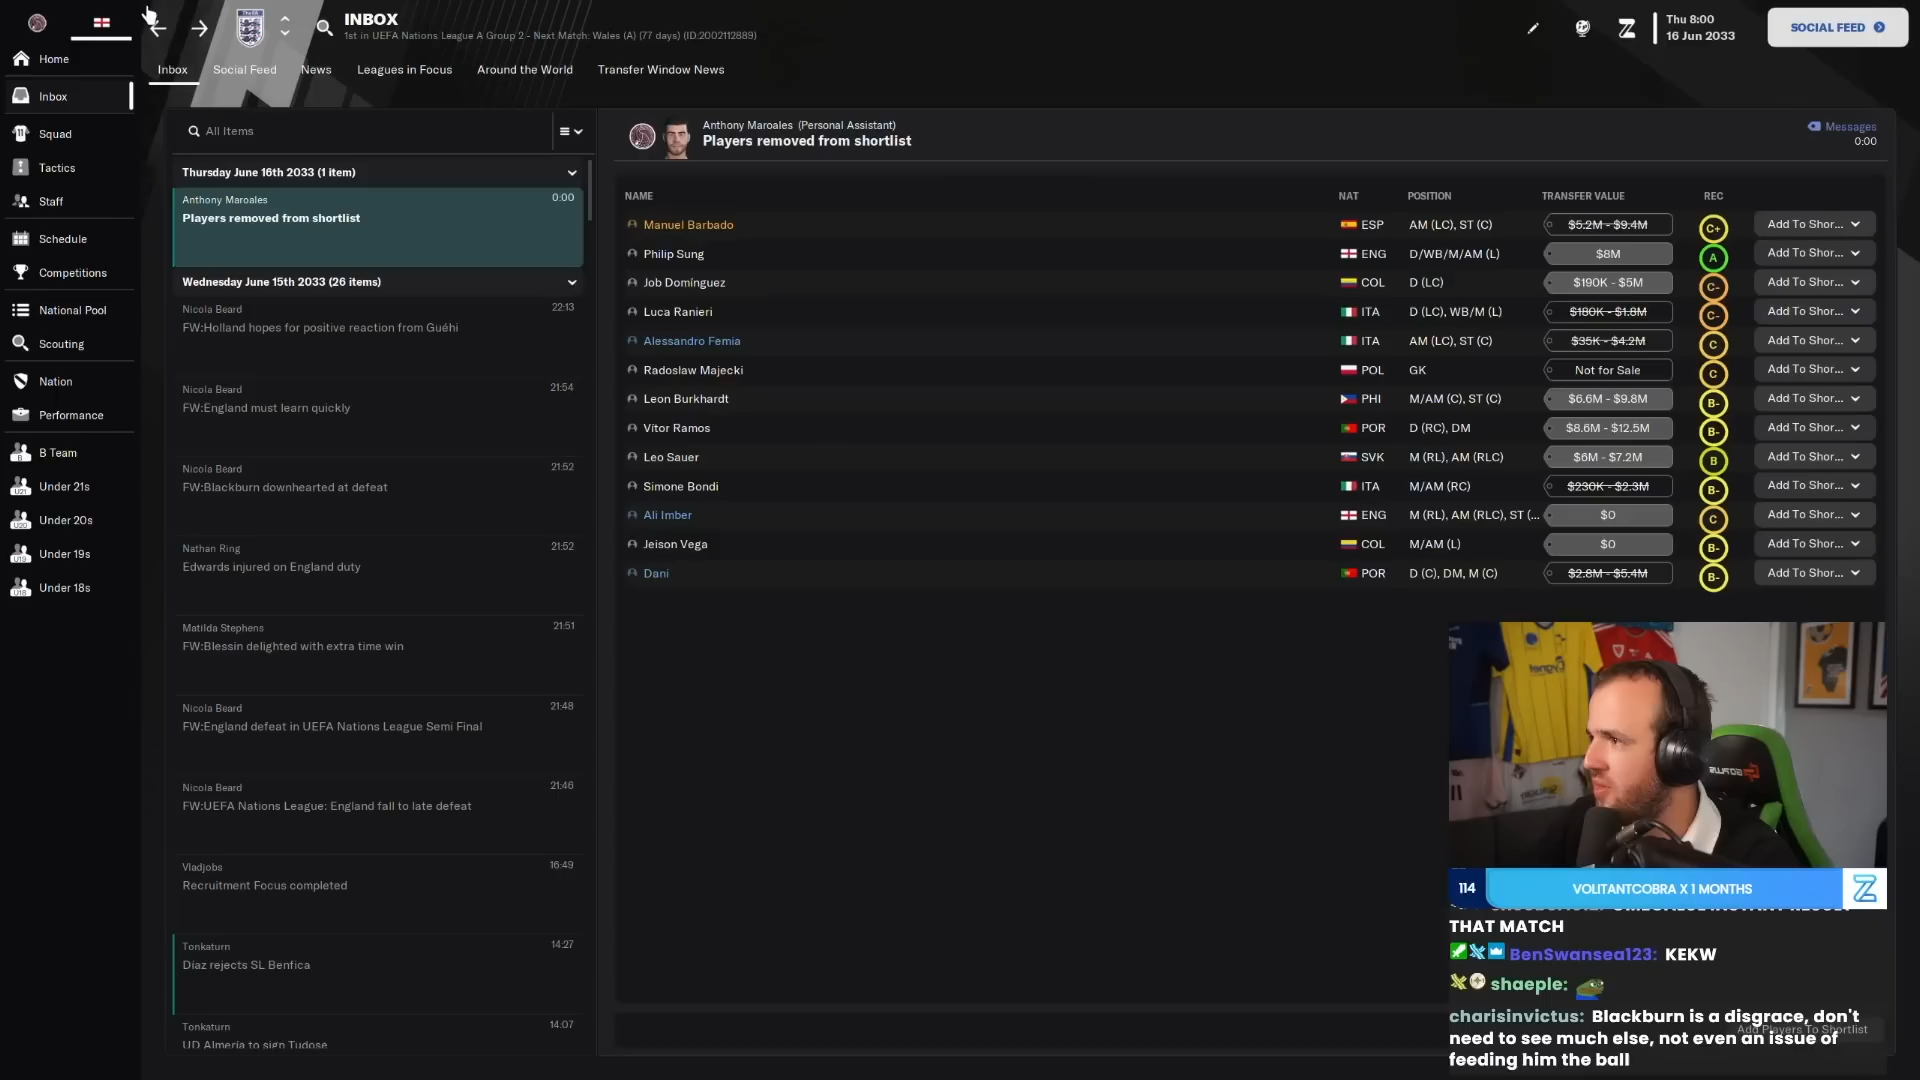 INBOX
1st in UEFA Nations League A Group 2 - Next Match: Wales (A) (77 days) (ID:2002112889)
Thu 8:00
16 Jun 2033
SOCIAL FEED
Inbox
Social Feed
News
Leagues in Focus
Around the World
Transfer Window News
Home
Inbox
Squad
Tactics
Staff
Schedule
Competitions
National Pool
Scouting
Nation
Performance
B Team
Under 21s
Under 20s
Under 19s
Under 18s
All Items
Thursday June 16th 2033 (1 item)
Anthony Maroales 0:00
Players removed from shortlist
Wednesday June 15th 2033 (26 items)
Nicola Beard 22:13
FW:Holland hopes for positive reaction from Guéhi
Nicola Beard 21:54
FW:England must learn quickly
Nicola Beard 21:52
FW:Blackburn downhearted at defeat
Nathan Ring 21:52
Edwards injured on England duty
Matilda Stephens 21:51
FW:Blessin delighted with extra time win
Nicola Beard 21:48
FW:England defeat in UEFA Nations League Semi Final
Nicola Beard 21:46
FW:UEFA Nations League: England fall to late defeat
Vladjobs 16:49
Recruitment Focus completed
Tonkaturn 14:27
Díaz rejects SL Benfica
Tonkaturn 14:07
UD Almería to sign Tudose
Anthony Maroales (Personal Assistant)
Players removed from shortlist
Messages
0:00
NAME NAT POSITION TRANSFER VALUE REC
Manuel Barbado ESP AM (LC), ST (C) $5.2M - $9.4M C+ Add To Shor...
Philip Sung ENG D/WB/M/AM (L) $8M A Add To Shor...
Job Domínguez COL D (LC) $190K - $5M C- Add To Shor...
Luca Ranieri ITA D (LC), WB/M (L) $180K - $1.8M C- Add To Shor...
Alessandro Femia ITA AM (LC), ST (C) $35K - $4.2M C Add To Shor...
Radoslaw Majecki POL GK Not for Sale C Add To Shor...
Leon Burkhardt PHI M/AM (C), ST (C) $6.6M - $9.8M B- Add To Shor...
Vítor Ramos POR D (RC), DM $8.6M - $12.5M B- Add To Shor...
Leo Sauer SVK M (RL), AM (RLC) $6M - $7.2M B Add To Shor...
Simone Bondi ITA M/AM (RC) $230K - $2.3M B- Add To Shor...
Ali Imber ENG M (RL), AM (RLC), ST (... $0 C Add To Shor...
Jeison Vega COL M/AM (L) $0 B- Add To Shor...
Dani POR D (C), DM, M (C) $2.8M - $5.4M B- Add To Shor...
114 VOLITANTCOBRA X 1 MONTHS
THAT MATCH
BenSwansea123: KEKW
shaeple:
charisinvictus: Blackburn is a disgrace, don't
need to see much else, not even an issue of
feeding him the ball
Add Players To Shortlist